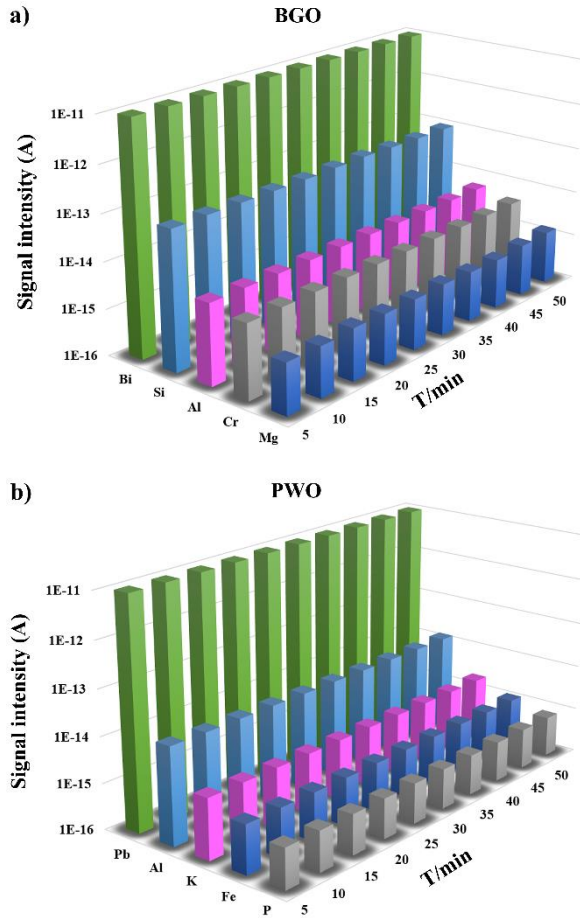 a)
BGO
Signal intensity (A)
1E-11
1E-12
1E-13
1E-14
1E-15
1E-16
Bi
Si
Al
Cr
Mg
5
10
15
20
25
30
35
40
45
50
T/min
b)
PWO
Signal intensity (A)
1E-11
1E-12
1E-13
1E-14
1E-15
1E-16
Pb
Al
K
Fe
P
5
10
15
20
25
30
35
40
45
50
T/min